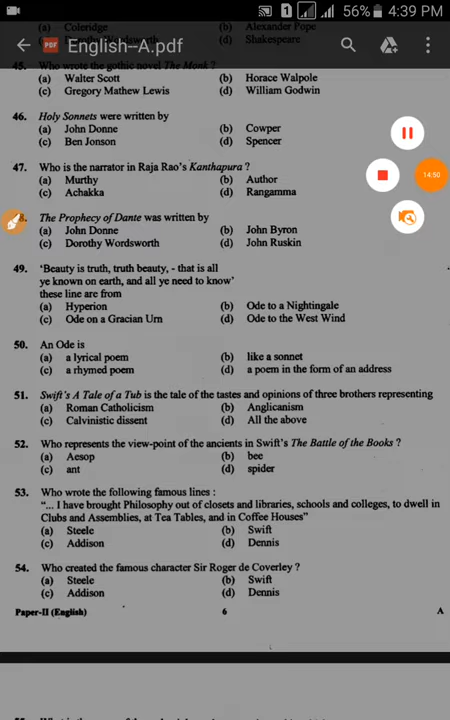 1 56% 4:39 PM
(a) Coleridge (b) Alexander Pope
English--A.pdf
PDF
(c) Dorothy Wordsworth (d) Shakespeare
45. Who wrote the gothic novel The Monk ?
(a) Walter Scott (b) Horace Walpole
(c) Gregory Mathew Lewis (d) William Godwin
46. Holy Sonnets were written by
(a) John Donne (b) Cowper
(c) Ben Jonson (d) Spencer
47. Who is the narrator in Raja Rao's Kanthapura ?
(a) Murthy (b) Author
(c) Achakka (d) Rangamma
14:50
8. The Prophecy of Dante was written by
(a) John Donne (b) John Byron
(c) Dorothy Wordsworth (d) John Ruskin
49. 'Beauty is truth, truth beauty, - that is all
ye known on earth, and all ye need to know'
these line are from
(a) Hyperion (b) Ode to a Nightingale
(c) Ode on a Gracian Urn (d) Ode to the West Wind
50. An Ode is
(a) a lyrical poem (b) like a sonnet
(c) a rhymed poem (d) a poem in the form of an address
51. Swift's A Tale of a Tub is the tale of the tastes and opinions of three brothers representing
(a) Roman Catholicism (b) Anglicanism
(c) Calvinistic dissent (d) All the above
52. Who represents the view-point of the ancients in Swift's The Battle of the Books ?
(a) Aesop (b) bee
(c) ant (d) spider
53. Who wrote the following famous lines :
"... I have brought Philosophy out of closets and libraries, schools and colleges, to dwell in
Clubs and Assemblies, at Tea Tables, and in Coffee Houses"
(a) Steele (b) Swift
(c) Addison (d) Dennis
54. Who created the famous character Sir Roger de Coverley ?
(a) Steele (b) Swift
(c) Addison (d) Dennis
Paper-II (English) 6 A